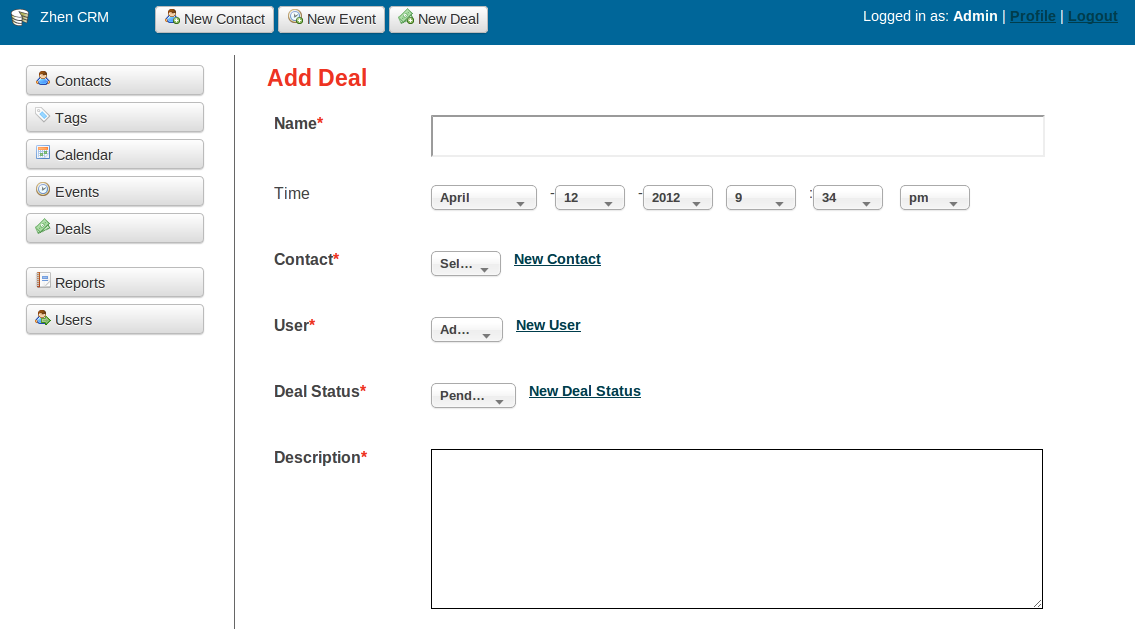 Zhen CRM New Contact New Event New Deal Logged in as: Admin | Profile | Logout
Contacts
Tags
Calendar
Events
Deals
Reports
Users
Add Deal
Name*
Time April - 12 - 2012 9 : 34 pm
Contact* Sel... New Contact
User* Ad... New User
Deal Status* Pend... New Deal Status
Description*